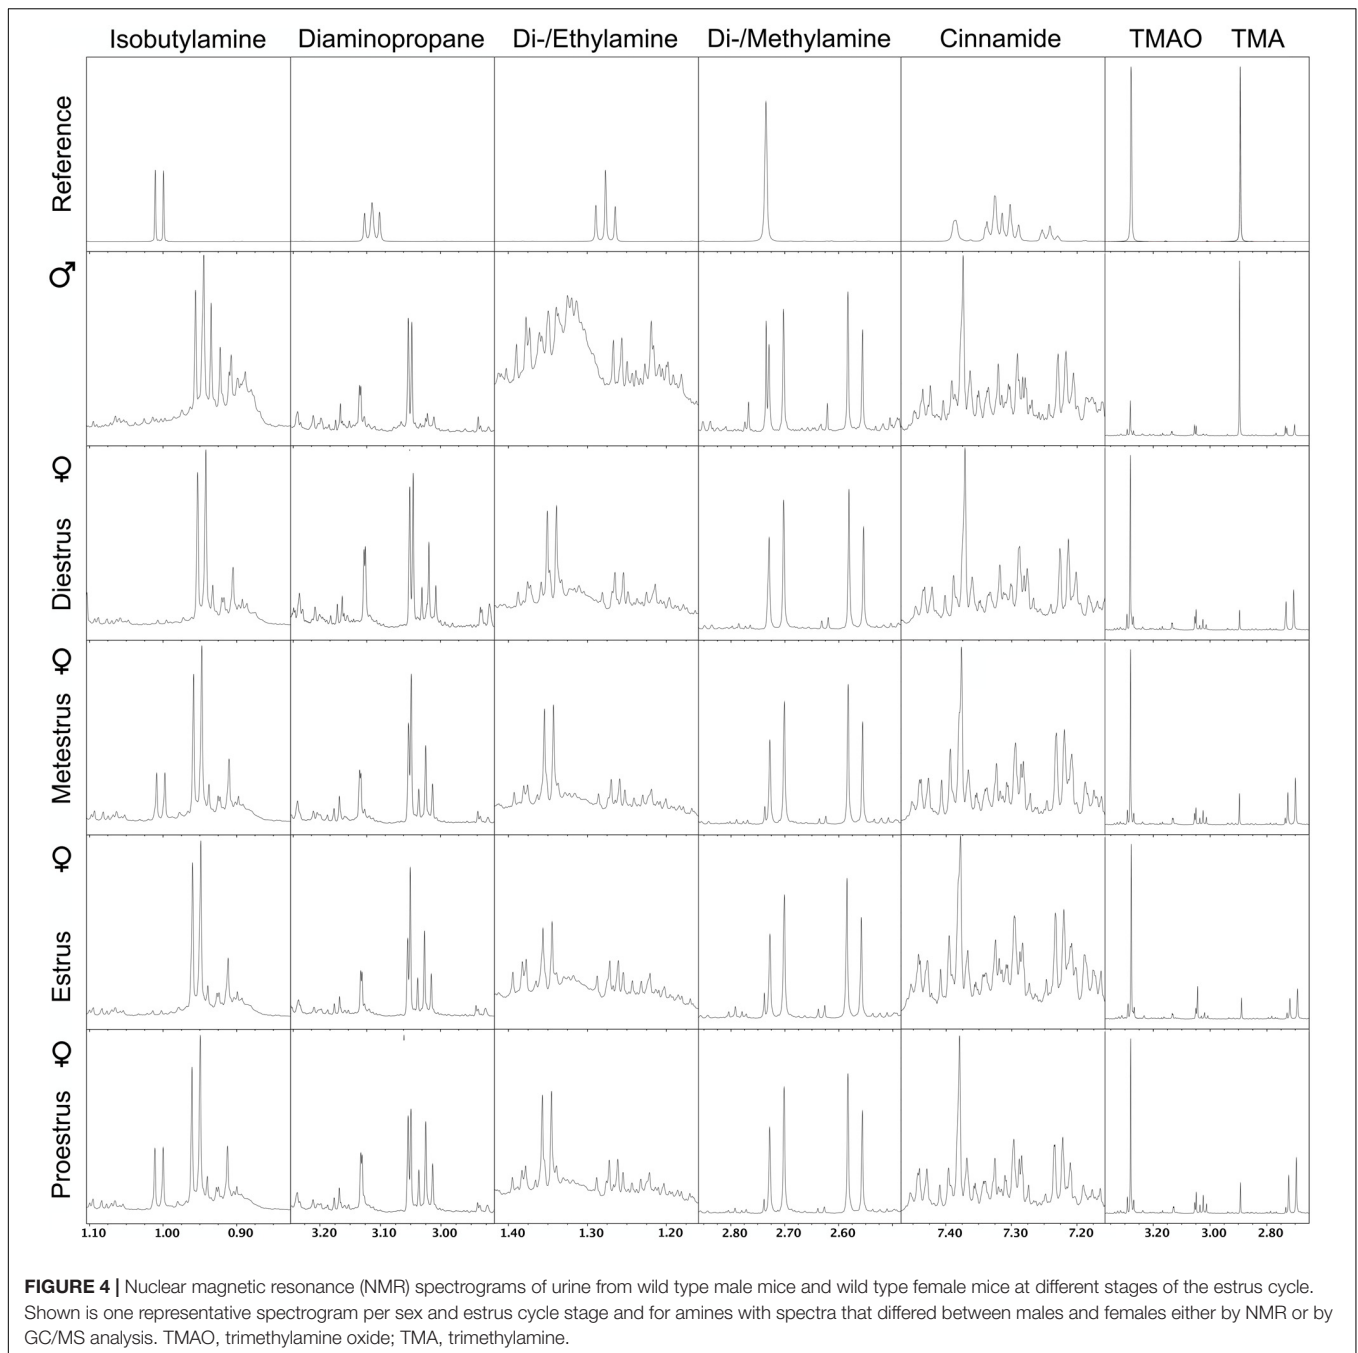 Isobutylamine Diaminopropane Di-/Ethylamine Di-/Methylamine Cinnamide TMAO TMA
Reference
♂
Diestrus ♀
Metestrus ♀
Estrus ♀
Proestrus ♀
1.10 1.00 0.90 3.20 3.10 3.00 1.40 1.30 1.20 2.80 2.70 2.60 7.40 7.30 7.20 3.20 3.00 2.80
FIGURE 4 | Nuclear magnetic resonance (NMR) spectrograms of urine from wild type male mice and wild type female mice at different stages of the estrus cycle.
Shown is one representative spectrogram per sex and estrus cycle stage and for amines with spectra that differed between males and females either by NMR or by
GC/MS analysis. TMAO, trimethylamine oxide; TMA, trimethylamine.